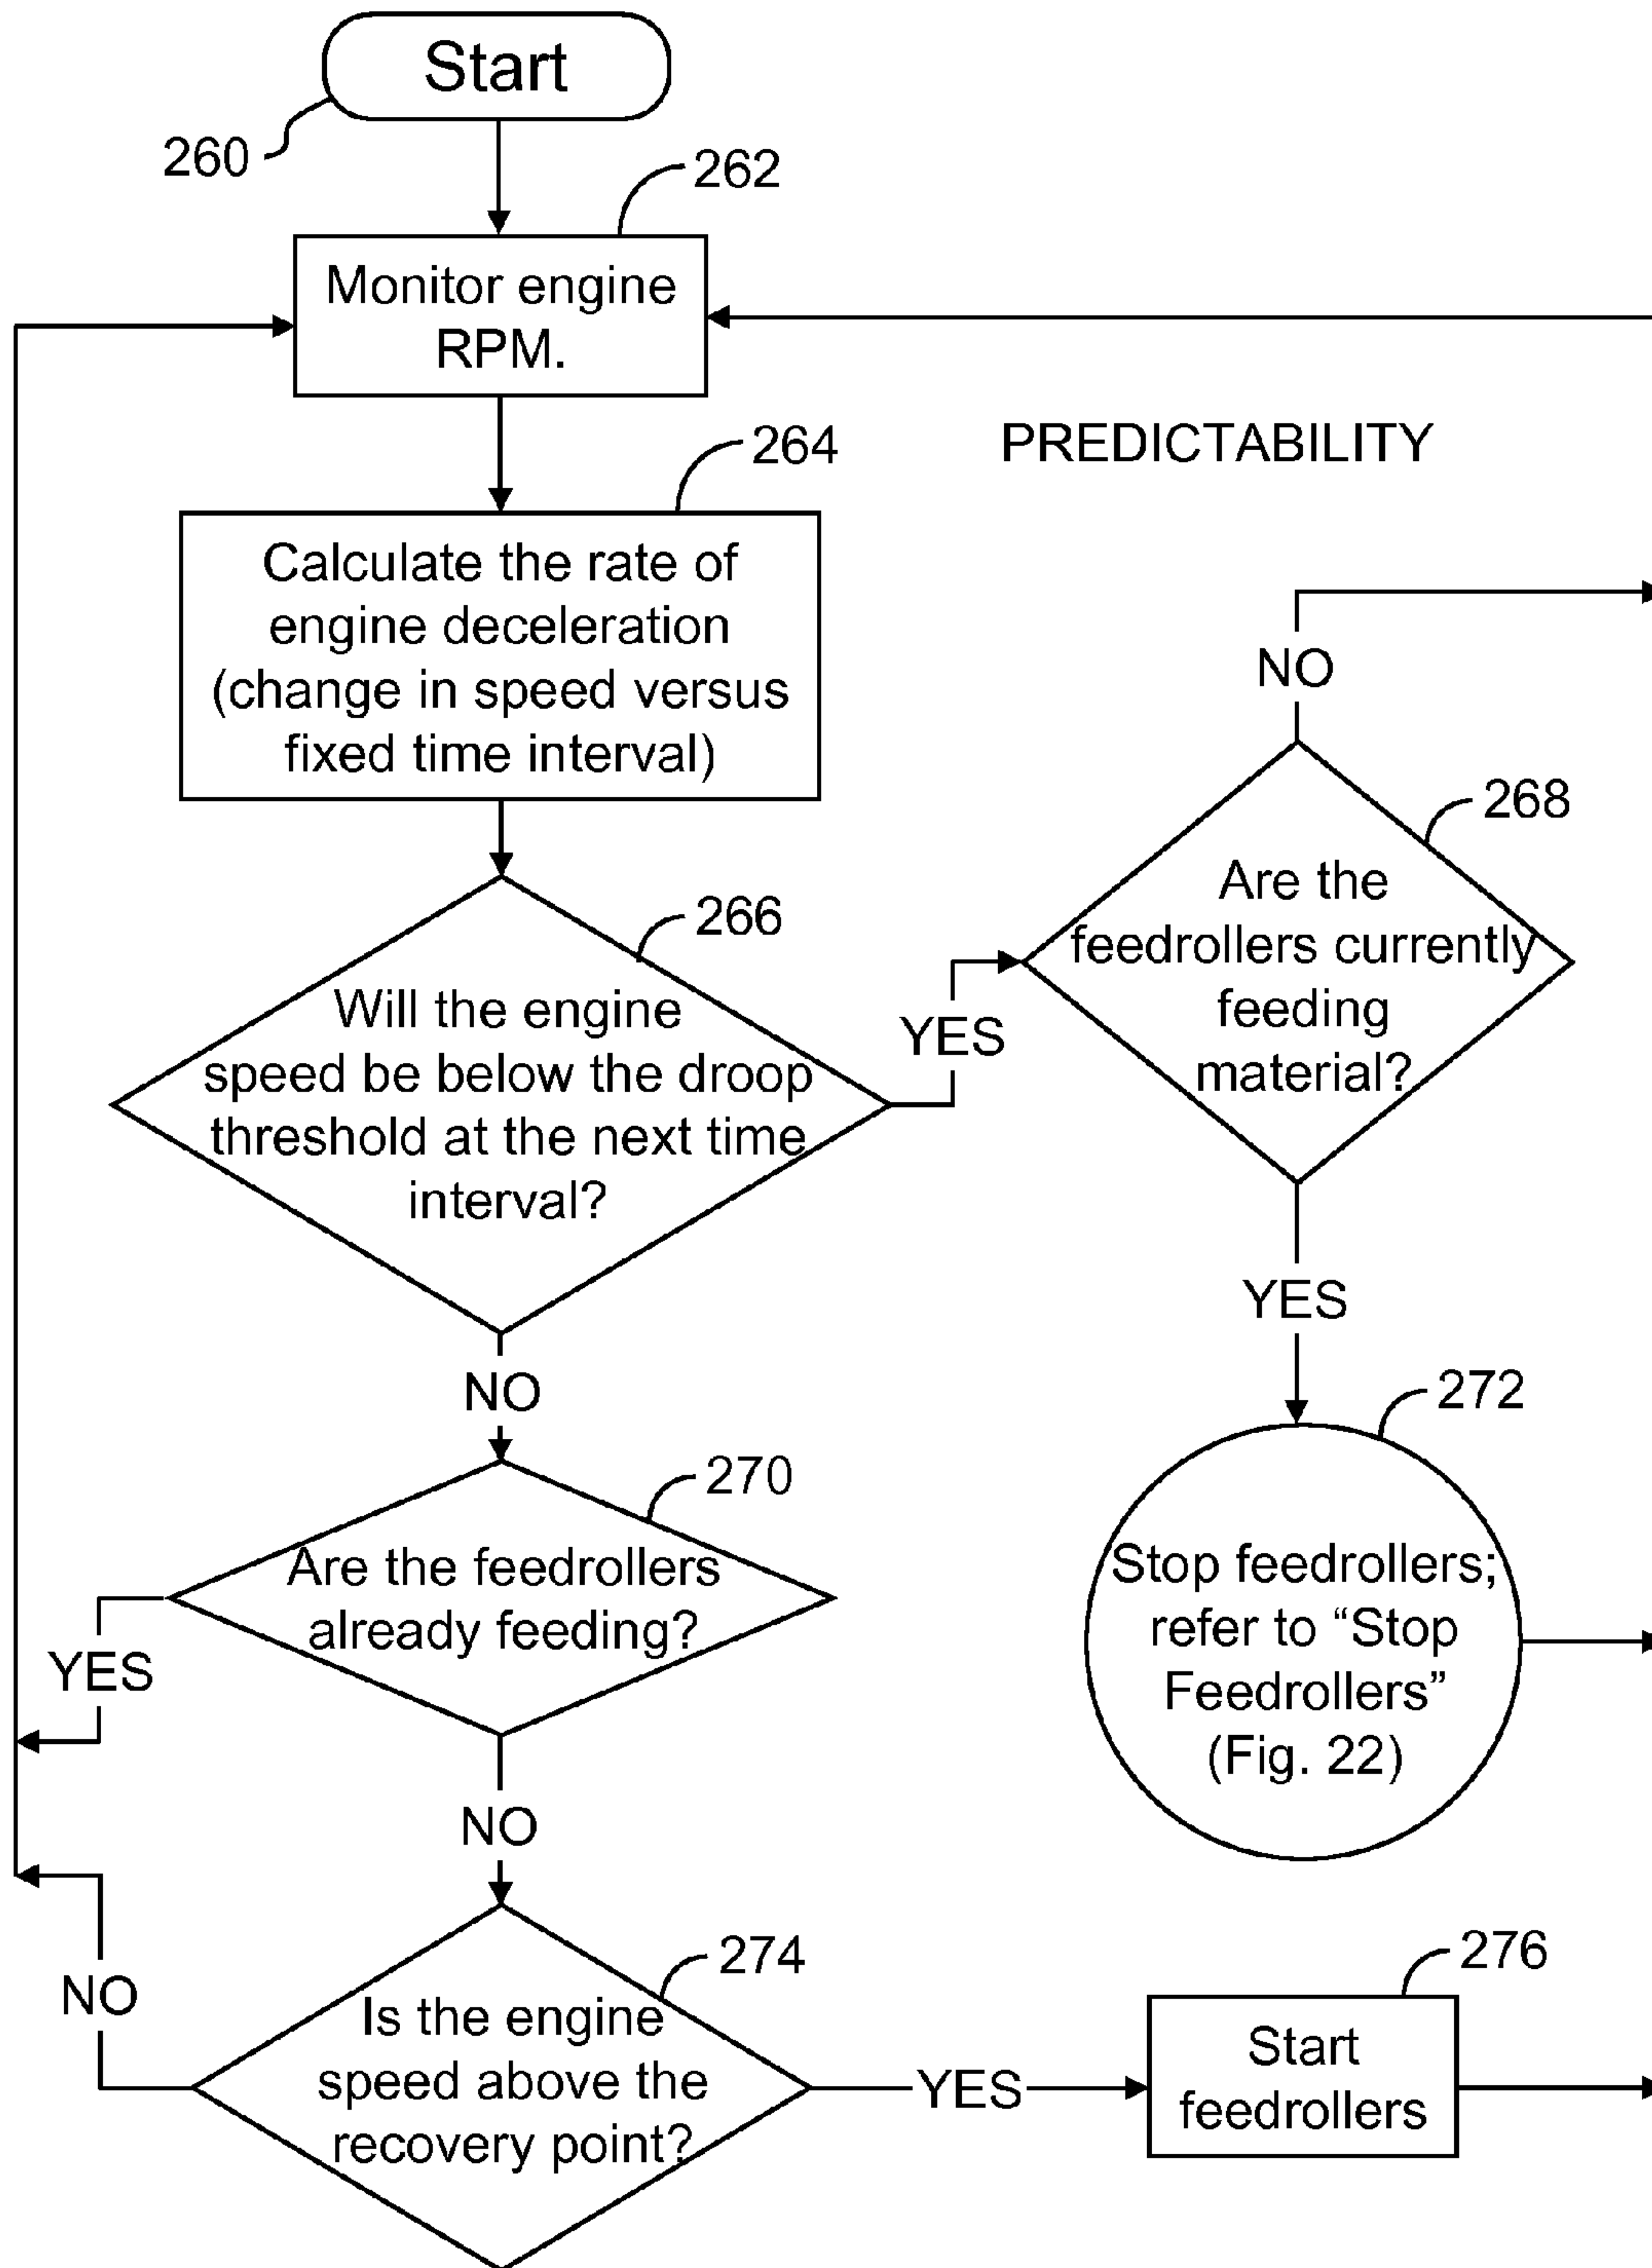 Start
260
262
Monitor engine
RPM.
PREDICTABILITY
264
Calculate the rate of
engine deceleration
(change in speed versus
fixed time interval)
NO
268
Are the
feedrollers currently
feeding
material?
266
Will the engine
speed be below the droop
threshold at the next time
interval?
YES
YES
NO
272
Stop feedrollers;
refer to “Stop
Feedrollers”
(Fig. 22)
270
Are the feedrollers
already feeding?
YES
NO
274
Is the engine
speed above the
recovery point?
NO
YES
276
Start
feedrollers